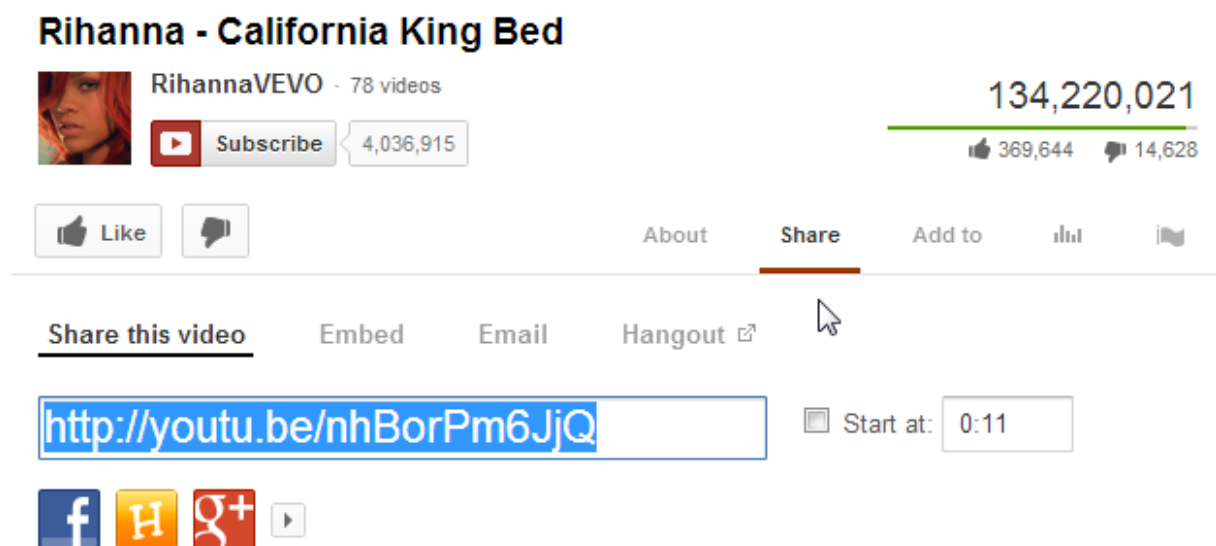 Rihanna - California King Bed
RihannaVEVO · 78 videos
134,220,021
Subscribe 4,036,915
369,644 14,628
Like
About Share Add to
Share this video Embed Email Hangout
http://youtu.be/nhBorPm6JjQ
Start at: 0:11
f H g+